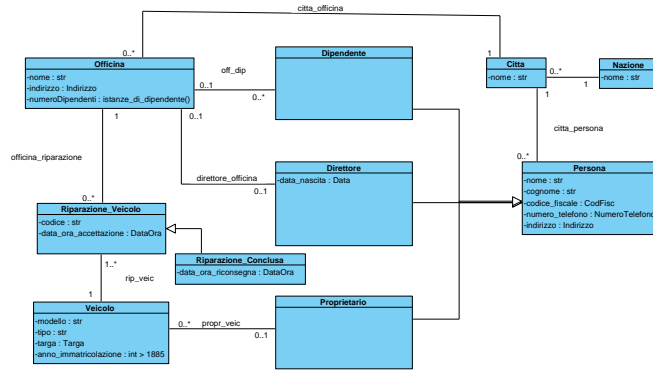 citta_officina
0..*
1
Officina
-nome : str
-indirizzo : Indirizzo
-numeroDipendenti : istanze_di_dipendente()
off_dip
0..1
0..*
Dipendente
Citta
-nome : str
0..*
1
Nazione
-nome : str
1
citta_persona
0..*
1
0..1
officina_riparazione
0..*
direttore_officina
0..1
Direttore
-data_nascita : Data
Persona
-nome : str
-cognome : str
-codice_fiscale : CodFisc
-numero_telefono : NumeroTelefono
-indirizzo : Indirizzo
Riparazione_Veicolo
-codice : str
-data_ora_accettazione : DataOra
Riparazione_Conclusa
-data_ora_riconsegna : DataOra
1..*
rip_veic
1
Veicolo
-modello : str
-tipo : str
-targa : Targa
-anno_immatricolazione : int > 1885
0..*
propr_veic
0..1
Proprietario